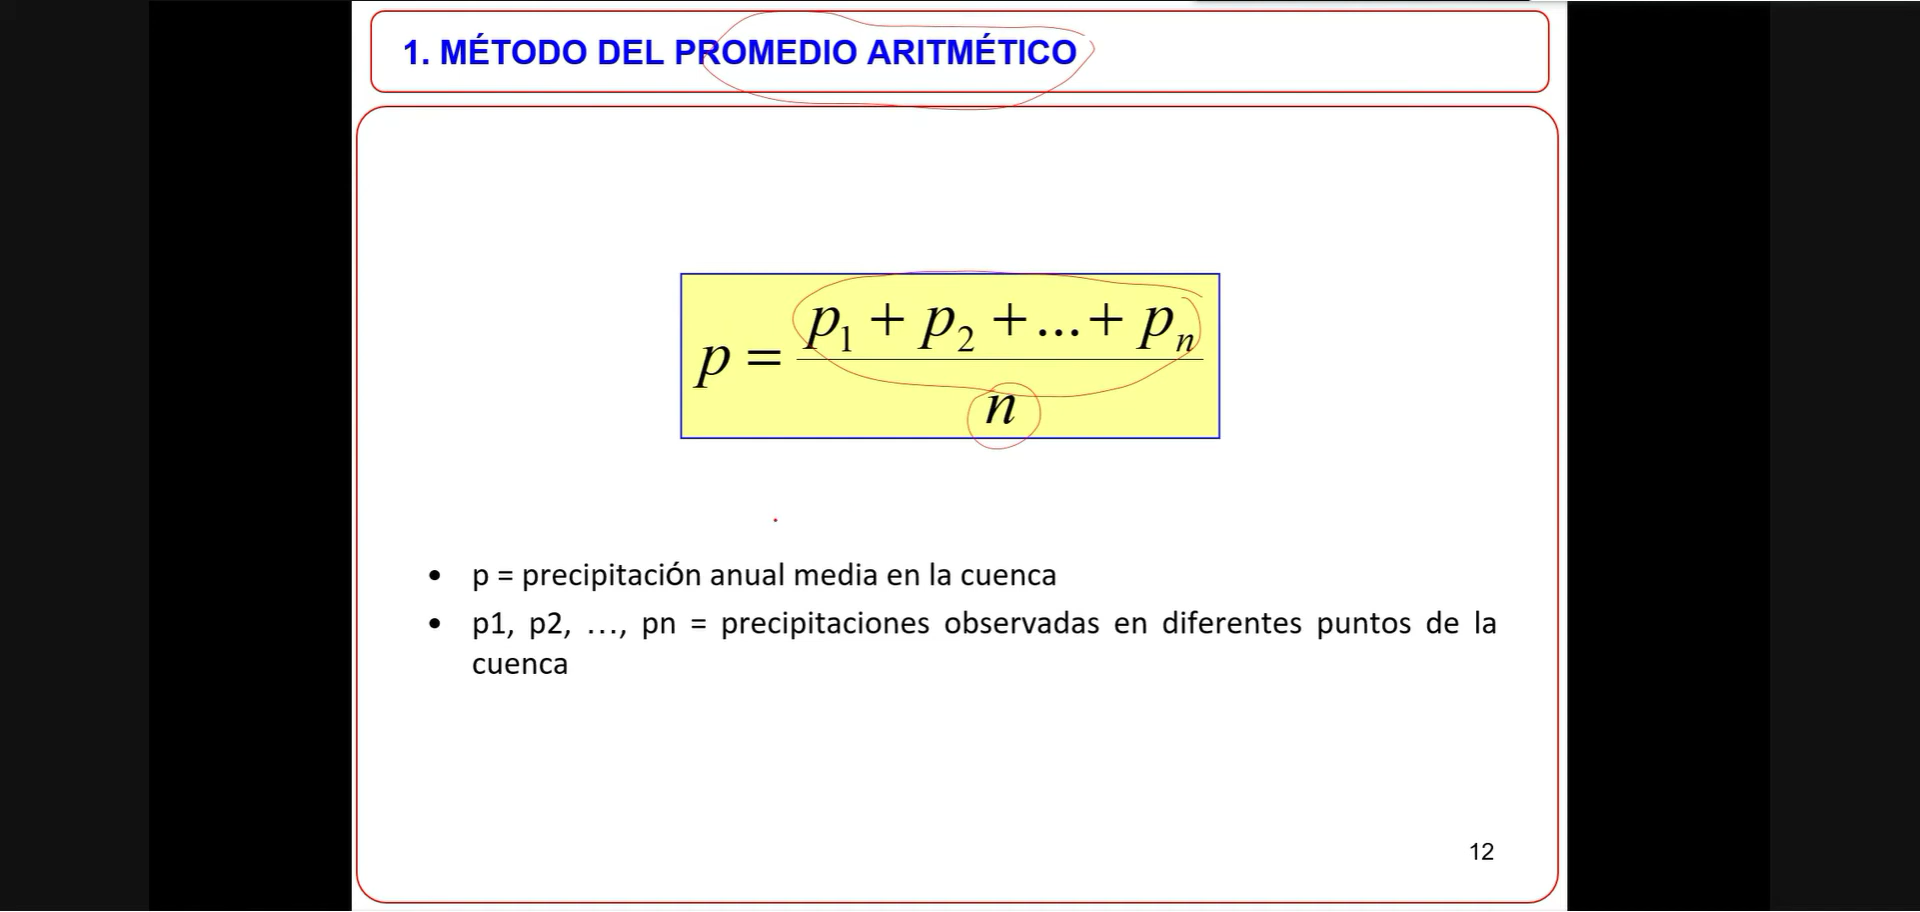 1. MÉTODO DEL PROMEDIO ARITMÉTICO
p = (p₁ + p₂ + ... + pₙ) / n
• p = precipitación anual media en la cuenca
• p1, p2, …, pn = precipitaciones observadas en diferentes puntos de la
cuenca
12